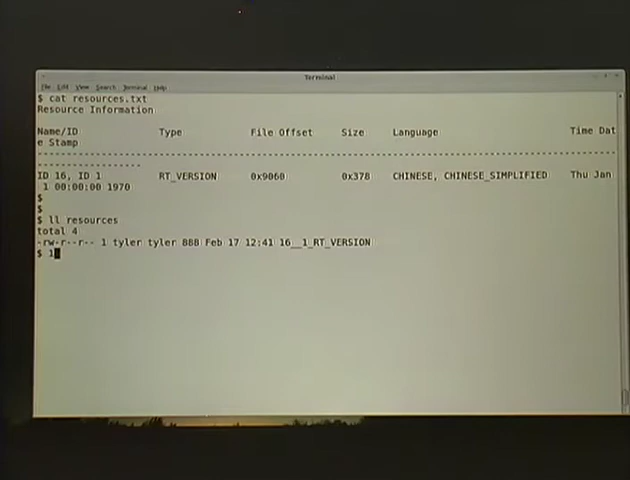 Terminal
File Edit View Search Terminal Help
$ cat resources.txt
Resource Information
Name/ID Type File Offset Size Language Time Dat
e Stamp
--------------------------------------------------------------------------------
------------------
ID 16, ID 1 RT_VERSION 0x9060 0x378 CHINESE, CHINESE_SIMPLIFIED Thu Jan
1 00:00:00 1970
$
$
$ ll resources
total 4
-rw-r--r-- 1 tyler tyler 888 Feb 17 12:41 16__1_RT_VERSION
$ l